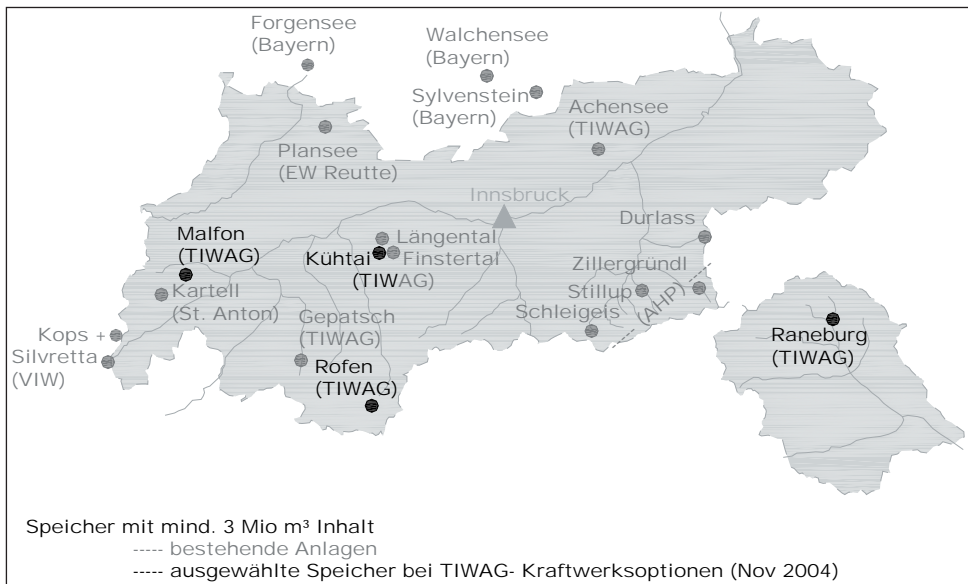 Forgensee
(Bayern)
Walchensee
(Bayern)
Sylvenstein
(Bayern)
Achensee
(TIWAG)
Plansee
(EW Reutte)
Innsbruck
Durlass
Malfon
(TIWAG)
Kühtai
(TIWAG)
Längental
Finstertal
Zillergründl
Stillup
(AHP)
Schleigels
Kartell
(St. Anton)
Gepatsch
(TIWAG)
Kops +
Silvretta
(VIW)
Rofen
(TIWAG)
Raneburg
(TIWAG)
Speicher mit mind. 3 Mio m³ Inhalt
----- bestehende Anlagen
----- ausgewählte Speicher bei TIWAG- Kraftwerksoptionen (Nov 2004)